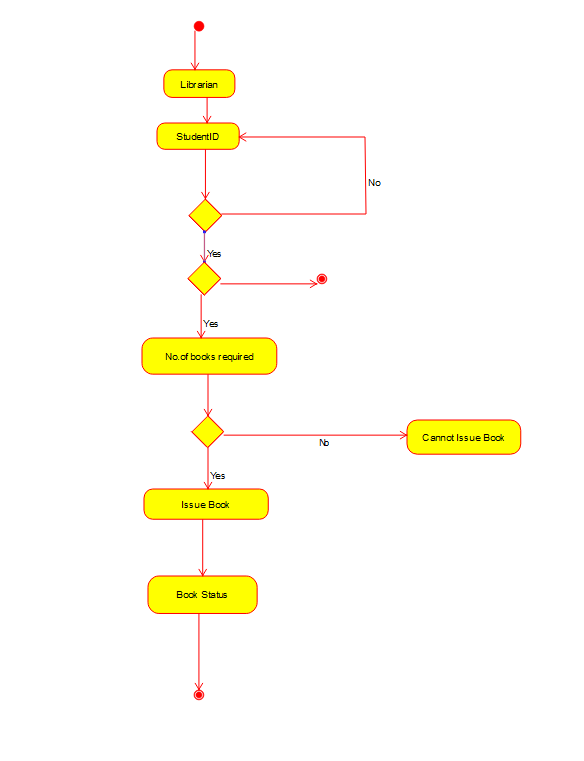 Librarian
StudentID
No
Yes
Yes
No.of books required
Cannot Issue Book
No
Yes
Issue Book
Book Status